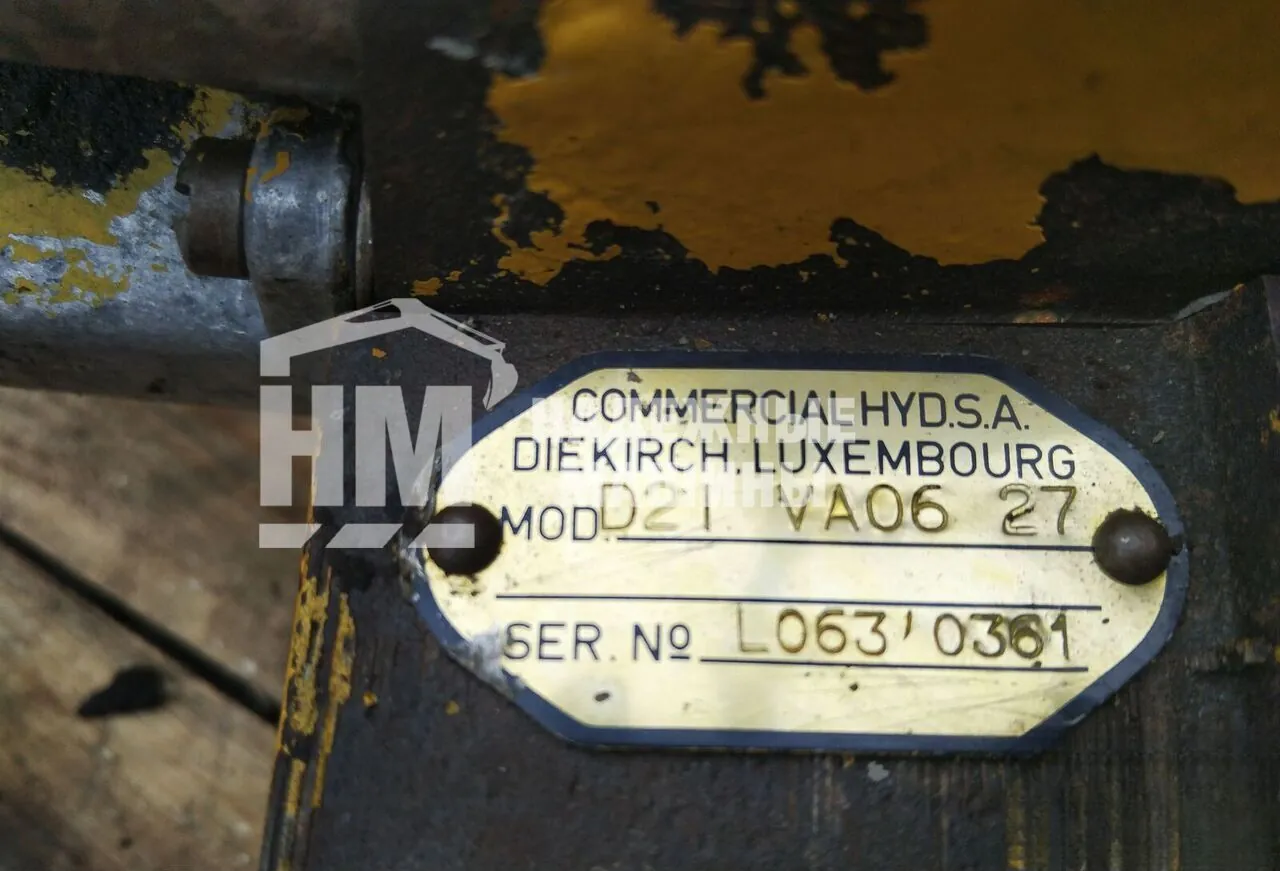 COMMERCIAL HYD.S.A.
DIEKIRCH, LUXEMBOURG
MOD. D21 VA06 27
SER. Nº L063'0361
HM